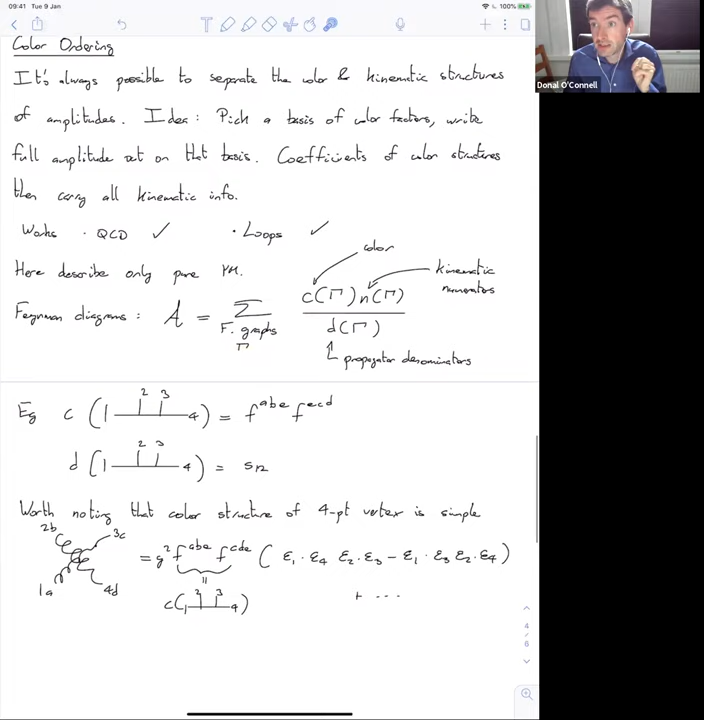 09:41 Tue 9 Jan
100%
Color Ordering
It's always possible to separate the color & kinematic structures
of amplitudes. Idea: Pick a basis of color factors, write
full amplitude out on that basis. Coefficients of color structures
then carry all kinematic info.
Works · QCD ✓ · Loops ✓
Here describe only pure YM.
color
kinematic numerators
Feynman diagrams: A = Σ F. graphs Γ c(Γ) n(Γ) / d(Γ)
propagator denominators
Eg c (1 2 3 4) = f^abe f^ecd
d (1 2 3 4) = s12
Worth noting that color structure of 4-pt vertex is simple
2b 3c 1a 4d = g² f^abe f^cde (ε1·ε4 ε2·ε3 − ε1·ε3 ε2·ε4)
c(1 2 3 4) + ...
Donal O'Connell
4 / 6